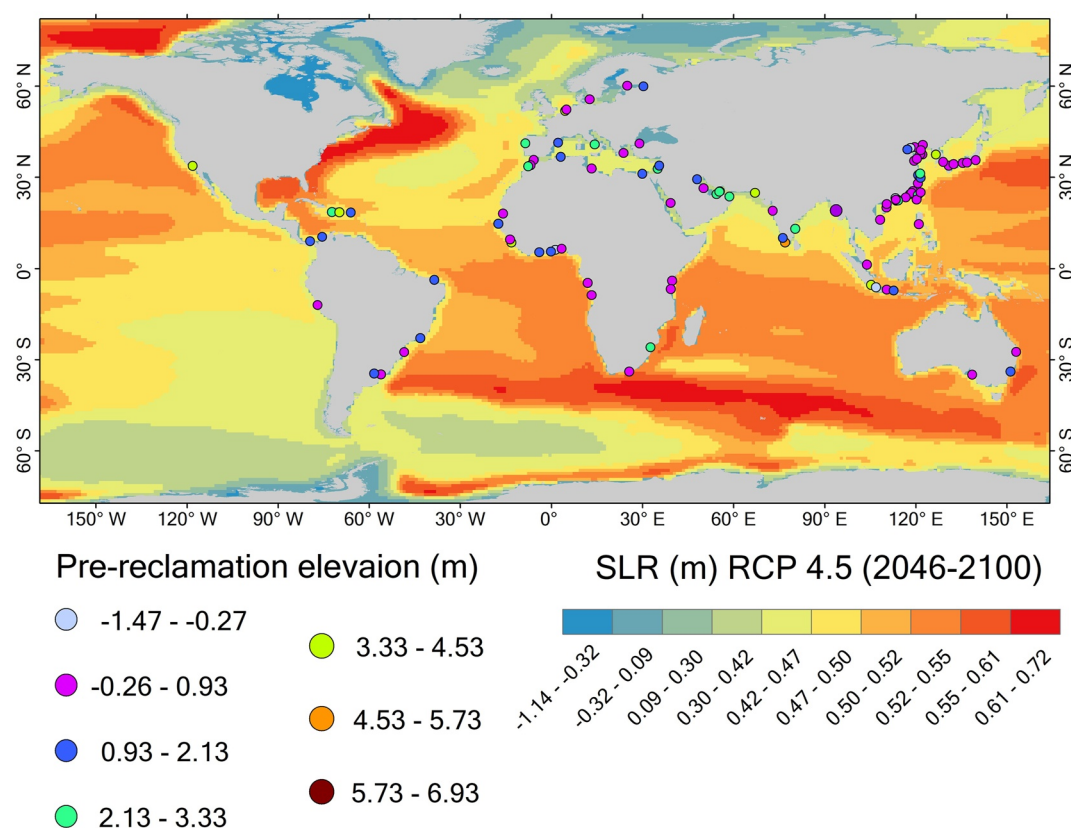 60° N
30° N
0°
30° S
60° S
60° N
30° N
0°
30° S
60° S
150° W 120° W 90° W 60° W 30° W 0° 30° E 60° E 90° E 120° E 150° E
Pre-reclamation elevaion (m)
-1.47 - -0.27
-0.26 - 0.93
0.93 - 2.13
2.13 - 3.33
3.33 - 4.53
4.53 - 5.73
5.73 - 6.93
SLR (m) RCP 4.5 (2046-2100)
-1.14 - -0.32
-0.32 - 0.09
0.09 - 0.30
0.30 - 0.42
0.42 - 0.47
0.47 - 0.50
0.50 - 0.52
0.52 - 0.55
0.55 - 0.61
0.61 - 0.72